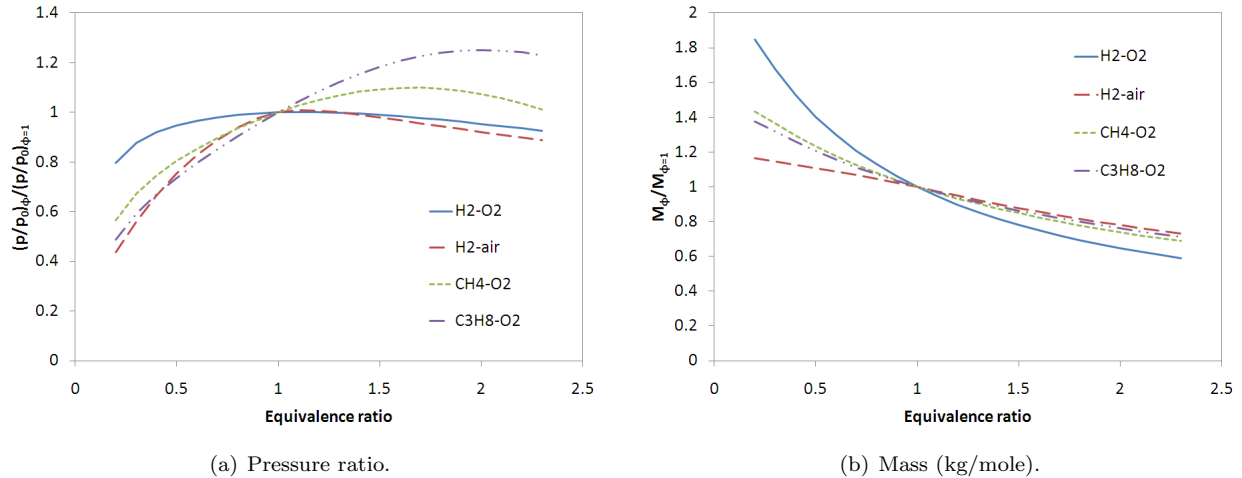 1.4
1.2
1
0.8
0.6
0.4
0.2
0
0
0.5
1
1.5
2
2.5
(p/p₀)ϕ/(p/p₀)ϕ=1
Equivalence ratio
H2-O2
H2-air
CH4-O2
C3H8-O2
(a) Pressure ratio.
2
1.8
1.6
1.4
1.2
1
0.8
0.6
0.4
0.2
0
0
0.5
1
1.5
2
2.5
Mϕ/Mϕ=1
Equivalence ratio
H2-O2
H2-air
CH4-O2
C3H8-O2
(b) Mass (kg/mole).